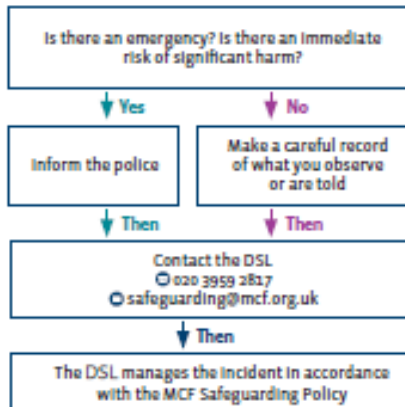 Is there an emergency? Is there an immediate
risk of significant harm?
Yes
No
Inform the police
Make a careful record
of what you observe
or are told
Then
Then
Contact the DSL
020 3959 2817
safeguarding@mcf.org.uk
Then
The DSL manages the incident in accordance
with the MCF Safeguarding Policy